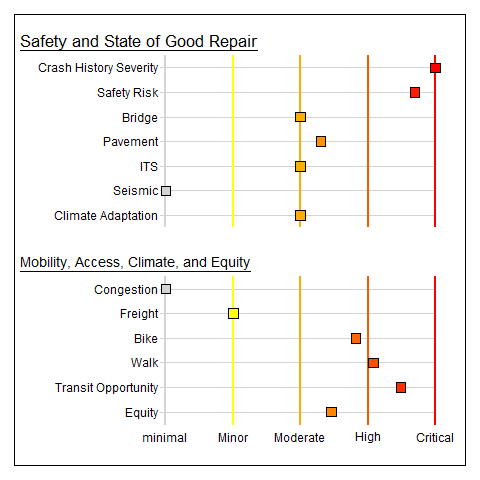 Safety and State of Good Repair
Crash History Severity
Safety Risk
Bridge
Pavement
ITS
Seismic
Climate Adaptation
Mobility, Access, Climate, and Equity
Congestion
Freight
Bike
Walk
Transit Opportunity
Equity
minimal Minor Moderate High Critical